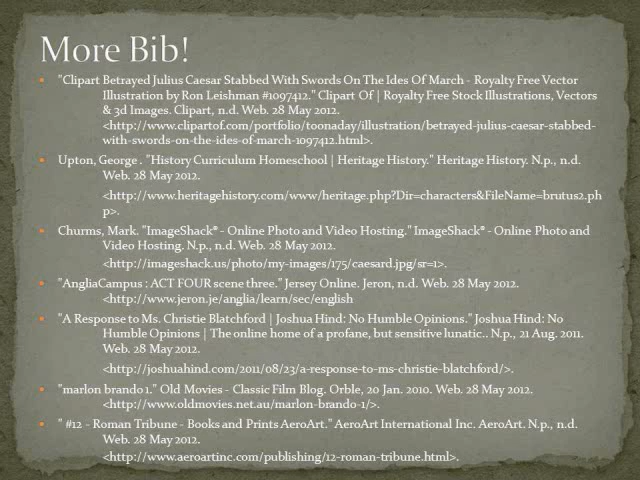 More Bib!
"Clipart Betrayed Julius Caesar Stabbed With Swords On The Ides Of March - Royalty Free Vector
Illustration by Ron Leishman #1097412." Clipart Of | Royalty Free Stock Illustrations, Vectors
& 3d Images. Clipart, n.d. Web. 28 May 2012.
<http://www.clipartof.com/portfolio/toonaday/illustration/betrayed-julius-caesar-stabbed-
with-swords-on-the-ides-of-march-1097412.html>.
Upton, George . "History Curriculum Homeschool | Heritage History." Heritage History. N.p., n.d.
Web. 28 May 2012.
<http://www.heritagehistory.com/www/heritage.php?Dir=characters&FileName=brutus2.ph
p>.
Churms, Mark. "ImageShack® - Online Photo and Video Hosting." ImageShack® - Online Photo and
Video Hosting. N.p., n.d. Web. 28 May 2012.
<http://imageshack.us/photo/my-images/175/caesard.jpg/sr=1>.
"AngliaCampus : ACT FOUR scene three." Jersey Online. Jeron, n.d. Web. 28 May 2012.
<http://www.jeron.je/anglia/learn/sec/english
"A Response to Ms. Christie Blatchford | Joshua Hind: No Humble Opinions." Joshua Hind: No
Humble Opinions | The online home of a profane, but sensitive lunatic.. N.p., 21 Aug. 2011.
Web. 28 May 2012.
<http://joshuahind.com/2011/08/23/a-response-to-ms-christie-blatchford/>.
"marlon brando 1." Old Movies - Classic Film Blog. Orble, 20 Jan. 2010. Web. 28 May 2012.
<http://www.oldmovies.net.au/marlon-brando-1/>.
" #12 - Roman Tribune - Books and Prints AeroArt." AeroArt International Inc. AeroArt. N.p., n.d.
Web. 28 May 2012.
<http://www.aeroartinc.com/publishing/12-roman-tribune.html>.